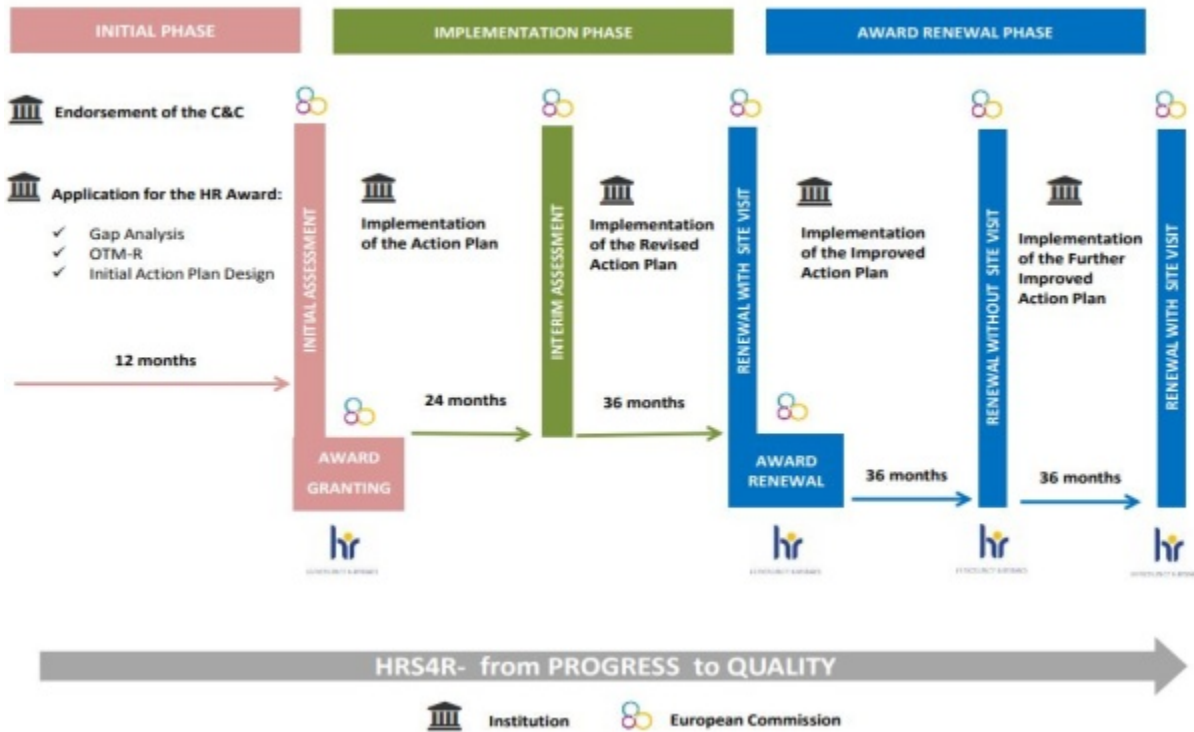 INITIAL PHASE
IMPLEMENTATION PHASE
AWARD RENEWAL PHASE
Endorsement of the C&C
Application for the HR Award:
✓ Gap Analysis
✓ OTM-R
✓ Initial Action Plan Design
12 months
INITIAL ASSESSMENT
AWARD
GRANTING
hr
Implementation
of the Action Plan
24 months
INTERIM ASSESSMENT
Implementation
of the Revised
Action Plan
36 months
RENEWAL WITH SITE VISIT
AWARD
RENEWAL
hr
Implementation
of the Improved
Action Plan
36 months
RENEWAL WITHOUT SITE VISIT
hr
Implementation
of the Further
Improved
Action Plan
36 months
RENEWAL WITH SITE VISIT
hr
HRS4R- from PROGRESS to QUALITY
Institution
European Commission